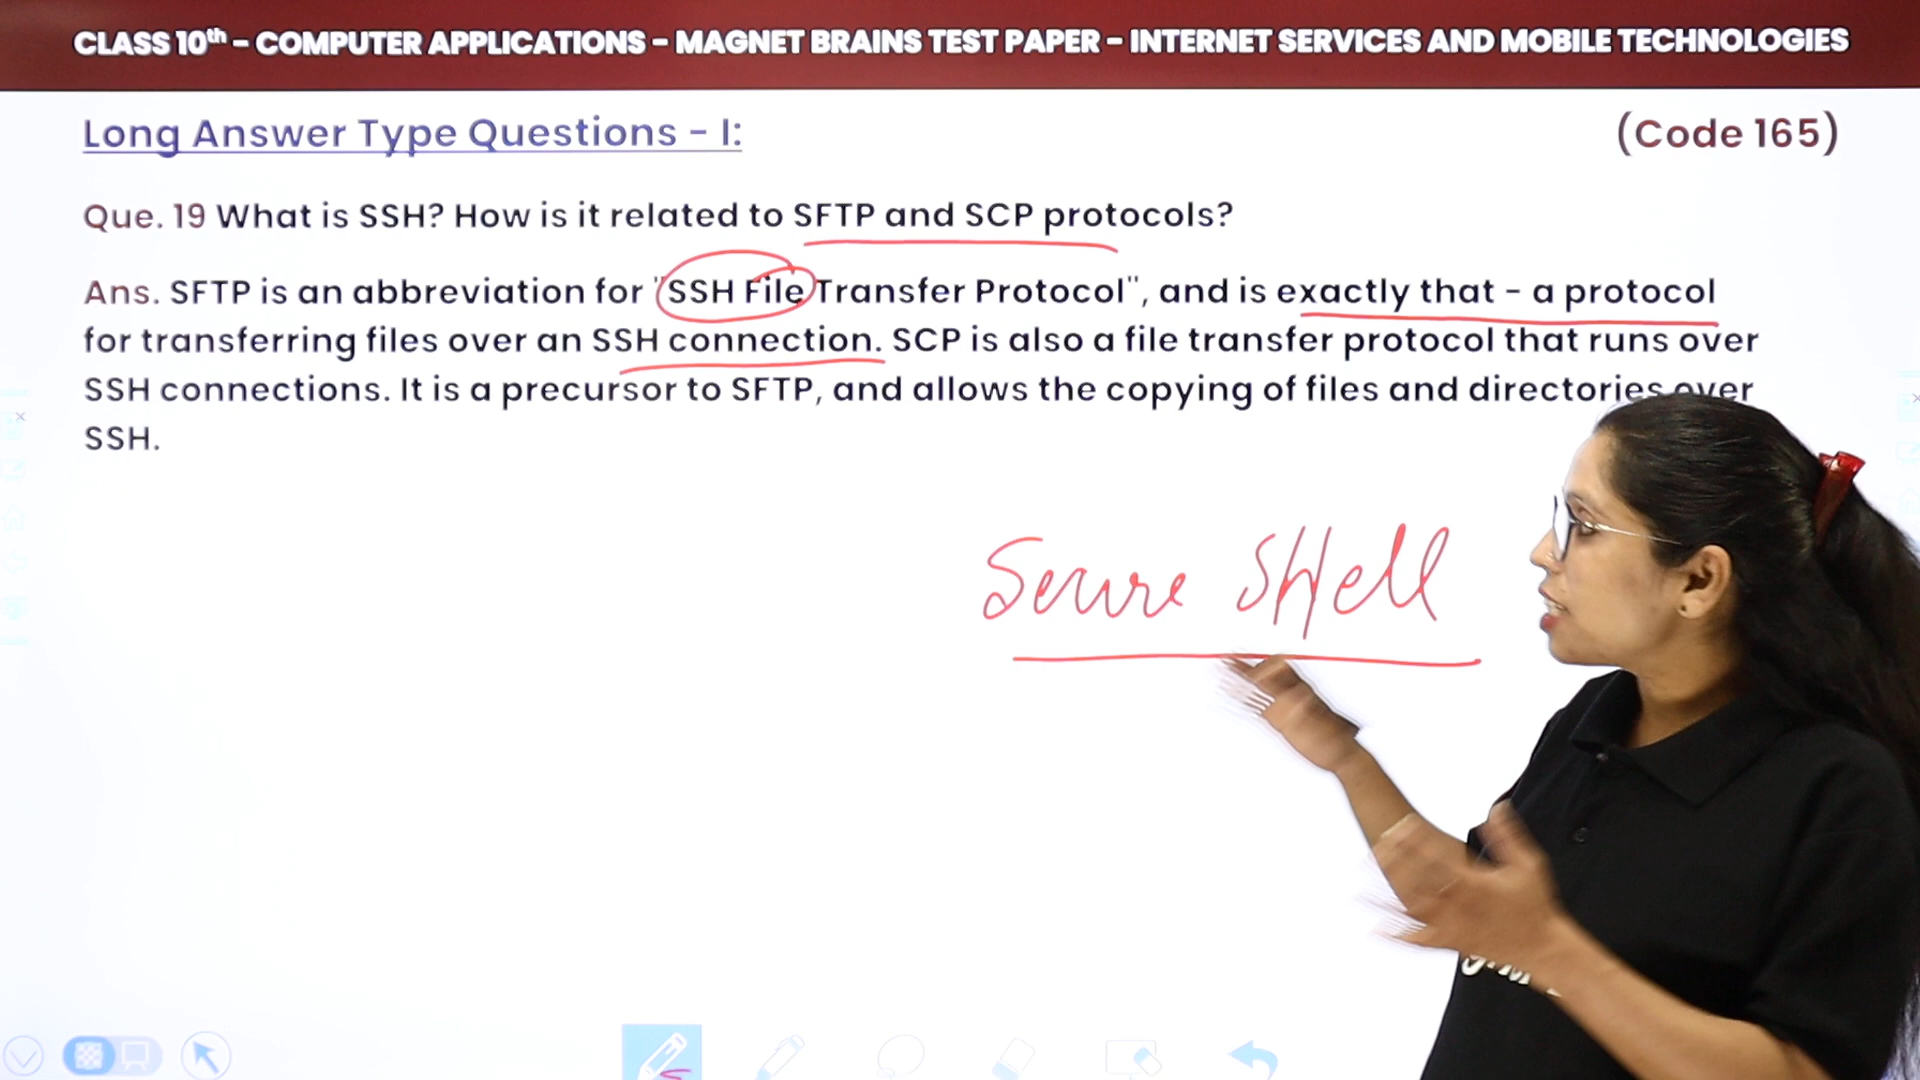 CLASS 10th - COMPUTER APPLICATIONS - MAGNET BRAINS TEST PAPER - INTERNET SERVICES AND MOBILE TECHNOLOGIES
Long Answer Type Questions - I:
(Code 165)
Que. 19 What is SSH? How is it related to SFTP and SCP protocols?
Ans. SFTP is an abbreviation for "SSH File Transfer Protocol", and is exactly that - a protocol
for transferring files over an SSH connection. SCP is also a file transfer protocol that runs over
SSH connections. It is a precursor to SFTP, and allows the copying of files and directories over
SSH.
Secure SHell